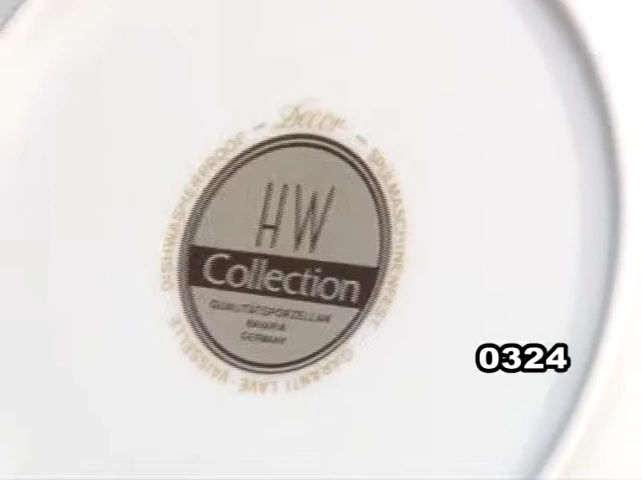 Decor
DISHWASHERPROOF
SPÜLMASCHINENFEST
GARANTI LAVE-VAISSELLE
HW
Collection
QUALITÄTSPORZELLAN
BAVARIA
GERMANY
0324